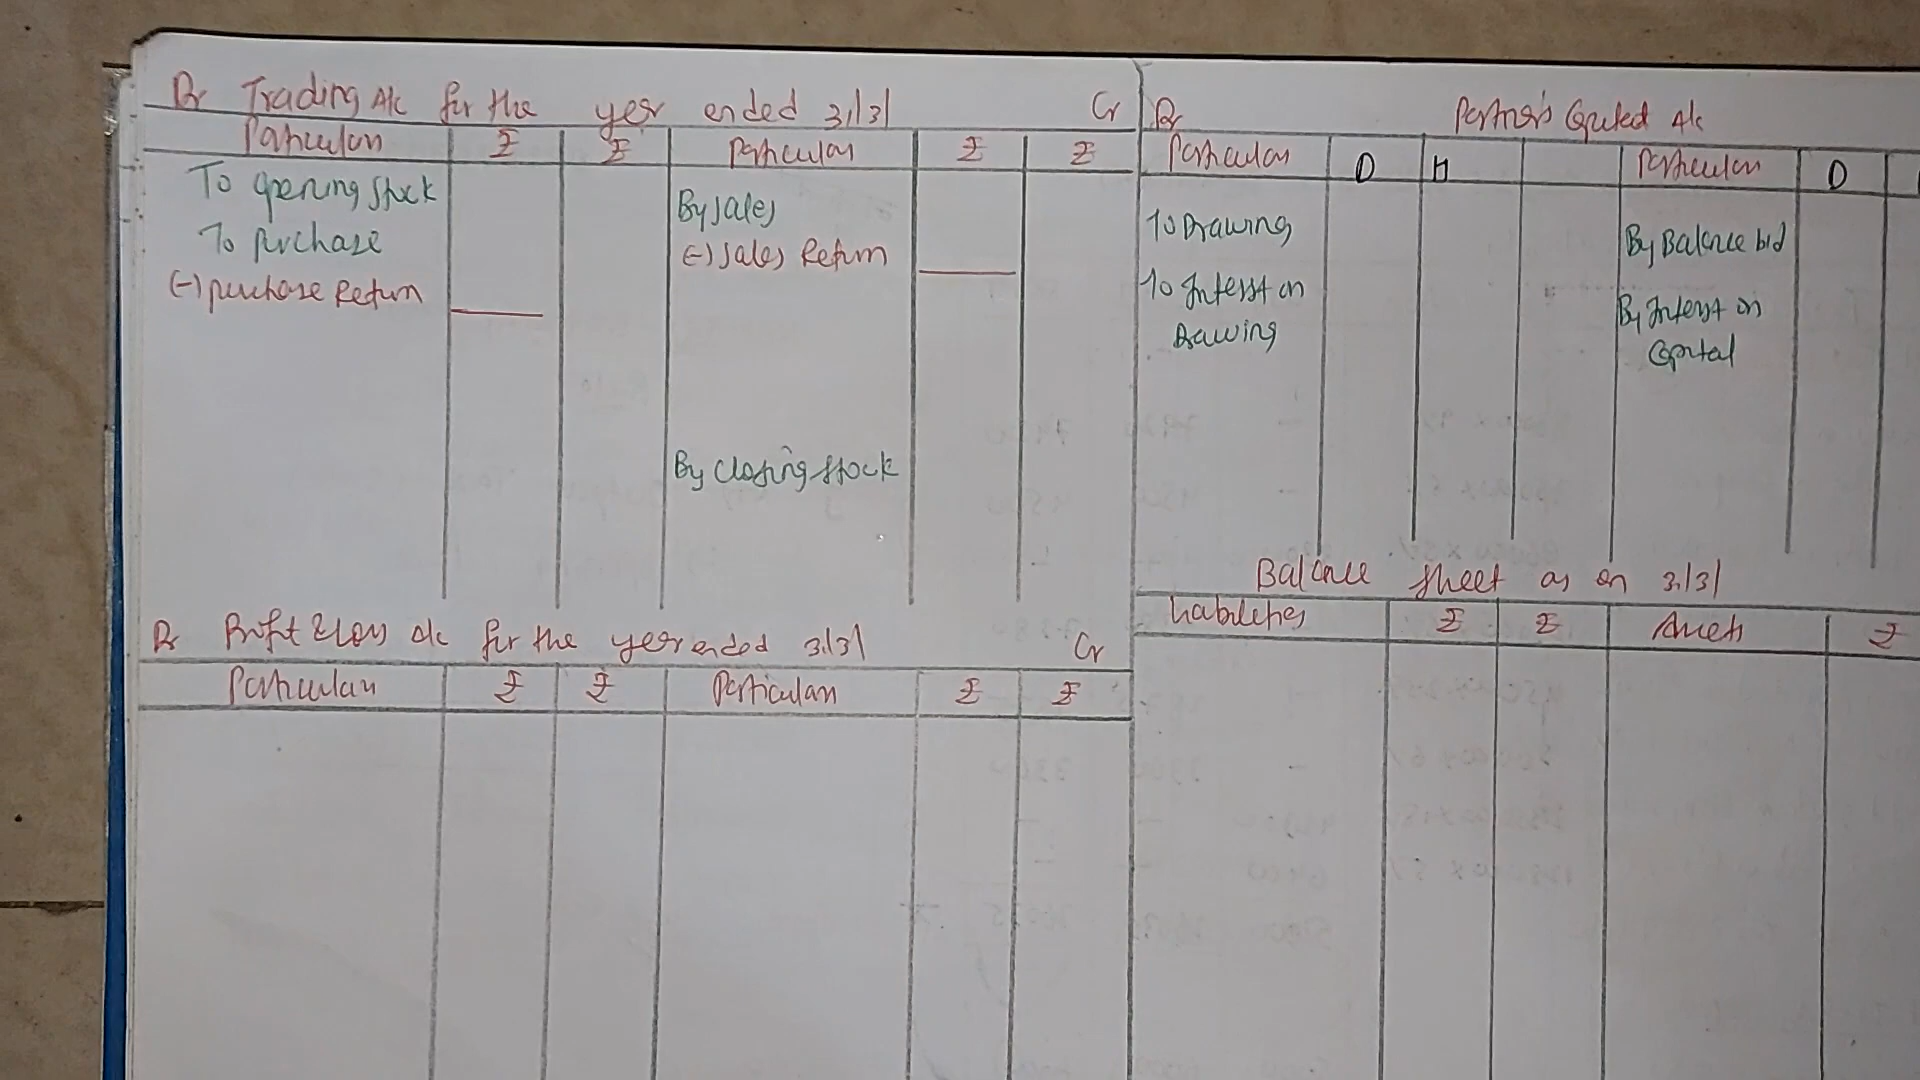 Dr Trading A/c for the year ended 31/3/ Cr
Particulars ₹ ₹ Particulars ₹ ₹
To opening stock
To purchase
(-) purchase Return
By sales
(-) sales Return
By closing stock
Dr Profit & Loss A/c for the year ended 31/3/ Cr
Particulars ₹ ₹ Particulars ₹ ₹
Dr Partner's Capital A/c
Particulars D H Particulars D
To Drawing
To Interest on
Drawing
By Balance b/d
By Interest on
Capital
Balance sheet as on 31/3/
Liabilities ₹ ₹ Assets ₹